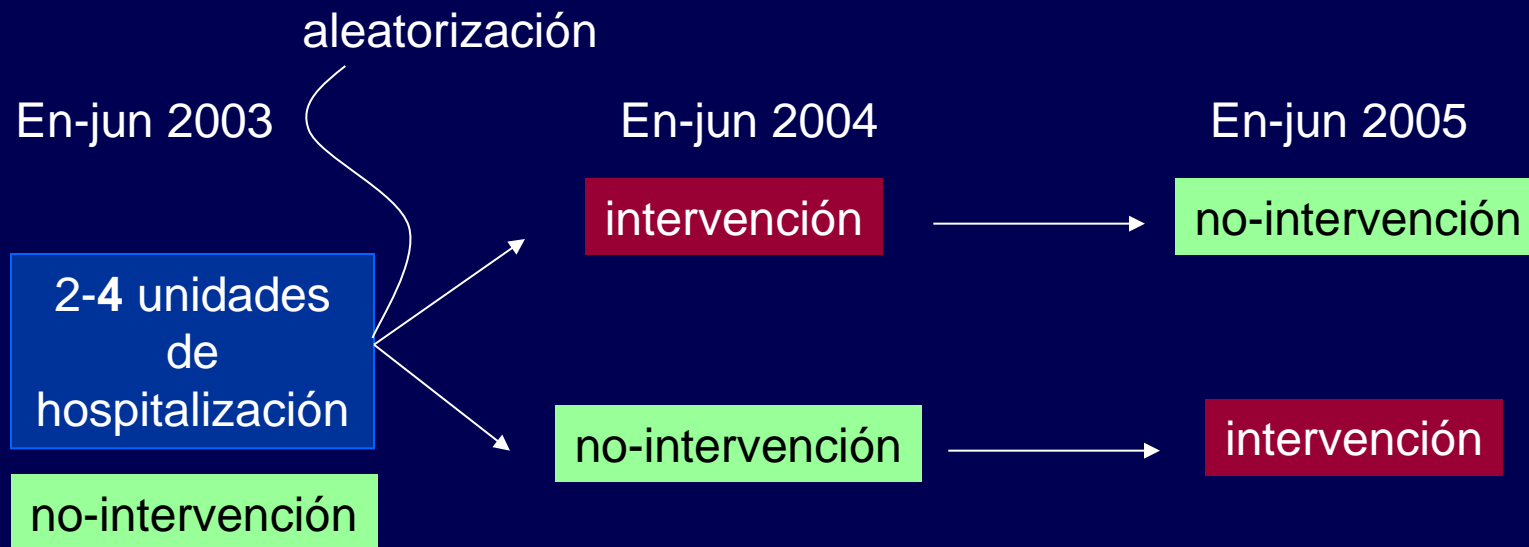 aleatorización
En-jun 2003
En-jun 2004
En-jun 2005
intervención
no-intervención
2-4 unidades
de
hospitalización
no-intervención
intervención
no-intervención